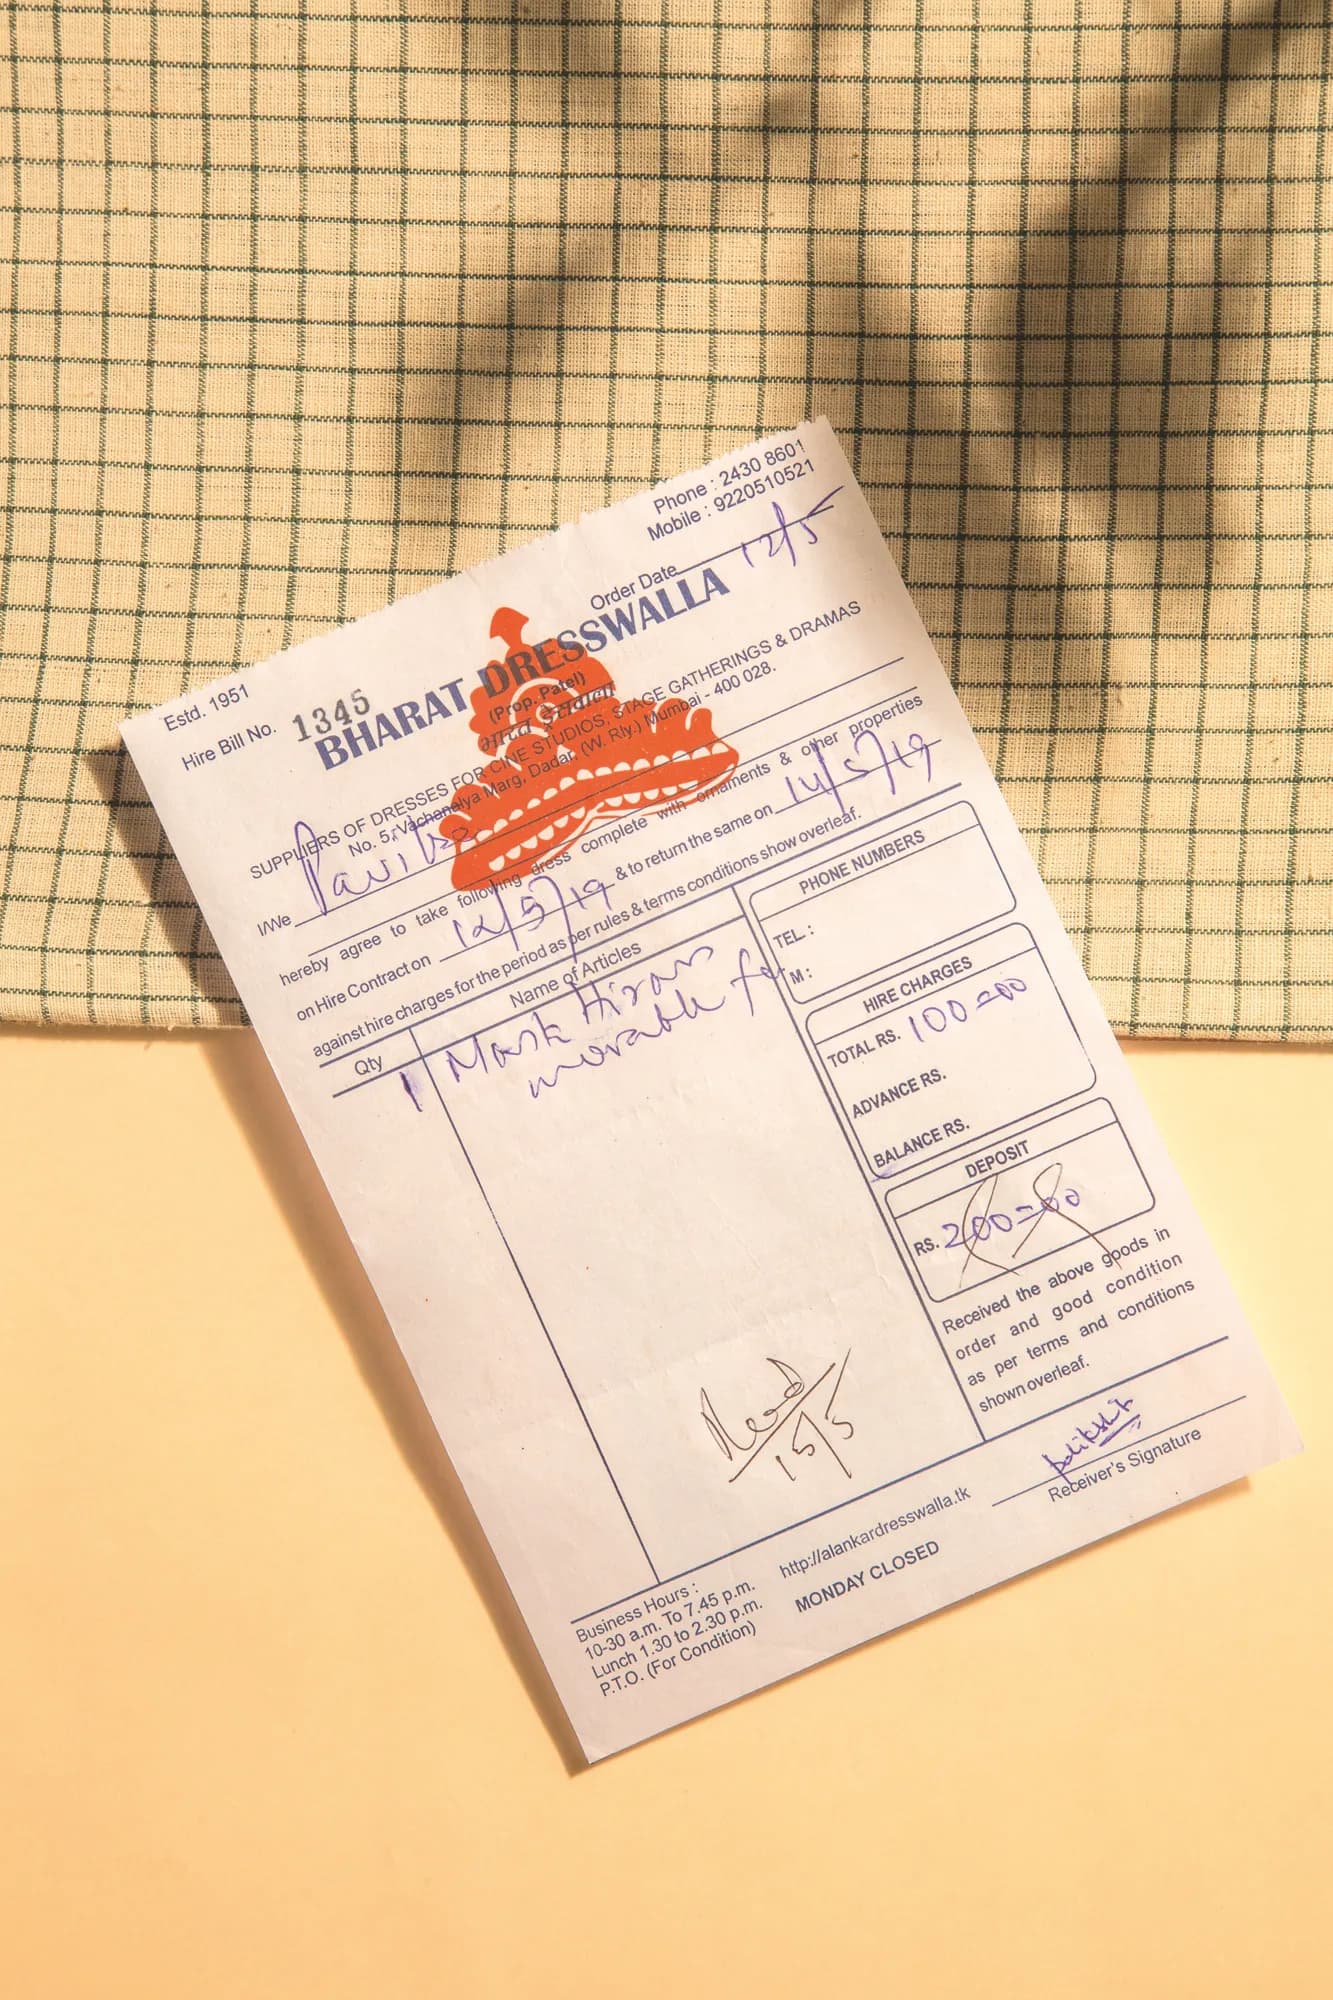 Phone : 2430 8601
Mobile : 9220510521
Estd. 1951
Order Date 12/5
Hire Bill No. 1345
BHARAT DRESSWALLA
(Prop. Patel)
भारत ड्रेसवाला
SUPPLIERS OF DRESSES FOR CINE STUDIOS, STAGE GATHERINGS & DRAMAS
No. 5, Vachanalya Marg, Dadar, (W. Rly.) Mumbai - 400 028.
I/We
hereby agree to take following dress complete with ornaments & other properties
on Hire Contract on 12/5/19 & to return the same on 14/5/19
against hire charges for the period as per rules & terms conditions show overleaf.
Qty
Name of Articles
1 Mask Hiran
PHONE NUMBERS
TEL :
M :
HIRE CHARGES
TOTAL RS. 100=00
ADVANCE RS.
BALANCE RS.
DEPOSIT
RS. 200=00
Received the above goods in
order and good condition
as per terms and conditions
shown overleaf.
15/5
Receiver's Signature
Business Hours :
10-30 a.m. To 7.45 p.m.
Lunch 1.30 to 2.30 p.m.
P.T.O. (For Condition)
http://alankardresswalla.tk
MONDAY CLOSED